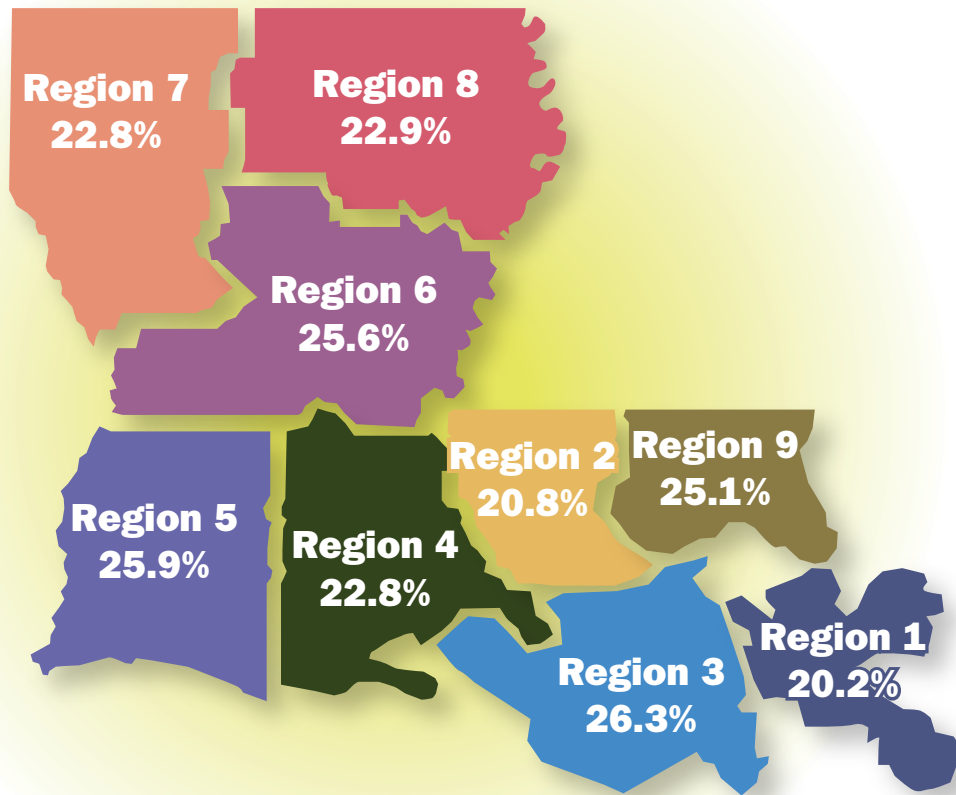 Region 7
22.8%
Region 8
22.9%
Region 6
25.6%
Region 5
25.9%
Region 4
22.8%
Region 2
20.8%
Region 9
25.1%
Region 3
26.3%
Region 1
20.2%